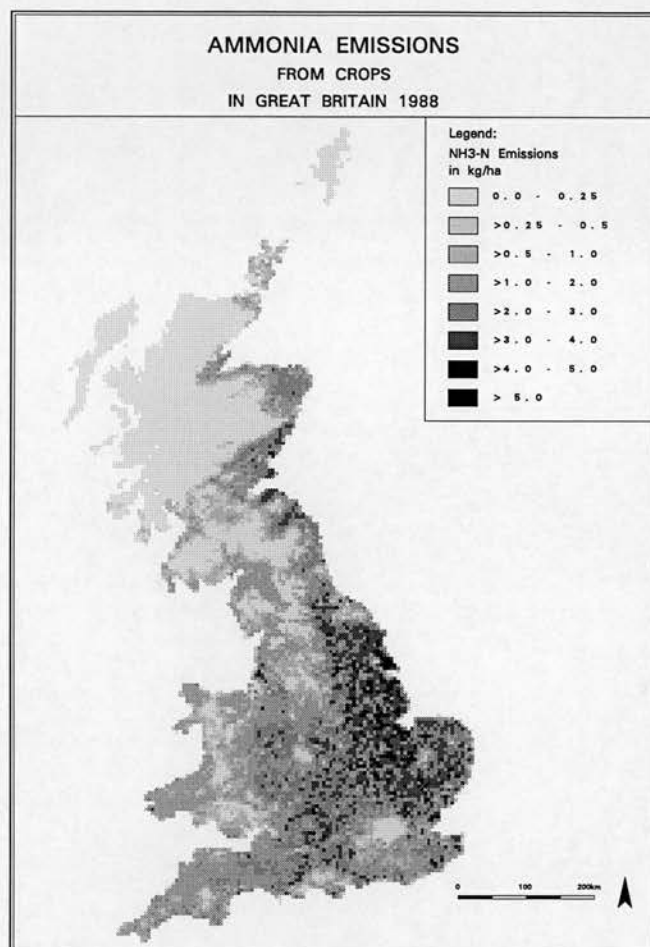 AMMONIA EMISSIONS
FROM CROPS
IN GREAT BRITAIN 1988
Legend:
NH3-N Emissions
in kg/ha
0.0 - 0.25
>0.25 - 0.5
>0.5 - 1.0
>1.0 - 2.0
>2.0 - 3.0
>3.0 - 4.0
>4.0 - 5.0
> 5.0
0 100 200km